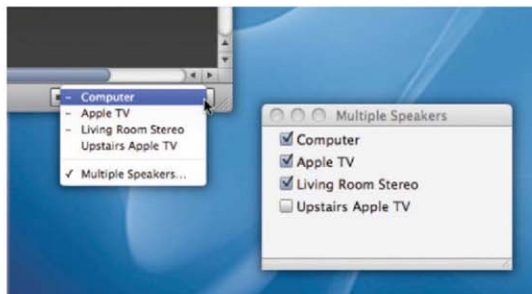 – Computer
– Apple TV
– Living Room Stereo
Upstairs Apple TV
✓ Multiple Speakers...
Multiple Speakers
Computer
Apple TV
Living Room Stereo
Upstairs Apple TV